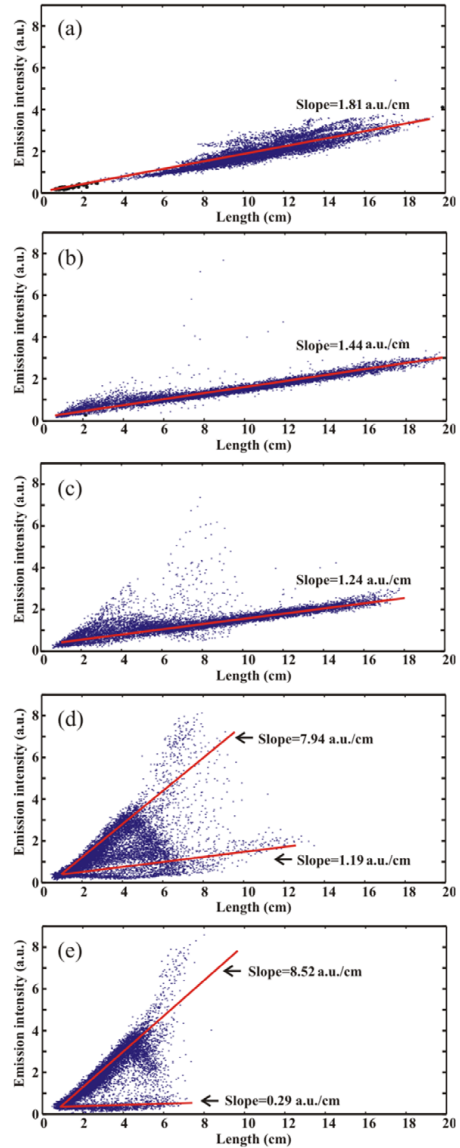 (a)
Emission intensity (a.u.)
8
6
4
2
0
Slope=1.81 a.u./cm
0 2 4 6 8 10 12 14 16 18 20
Length (cm)
(b)
Emission intensity (a.u.)
8
6
4
2
0
Slope=1.44 a.u./cm
0 2 4 6 8 10 12 14 16 18 20
Length (cm)
(c)
Emission intensity (a.u.)
8
6
4
2
0
Slope=1.24 a.u./cm
0 2 4 6 8 10 12 14 16 18 20
Length (cm)
(d)
Emission intensity (a.u.)
8
6
4
2
0
Slope=7.94 a.u./cm
Slope=1.19 a.u./cm
0 2 4 6 8 10 12 14 16 18 20
Length (cm)
(e)
Emission intensity (a.u.)
8
6
4
2
0
Slope=8.52 a.u./cm
Slope=0.29 a.u./cm
0 2 4 6 8 10 12 14 16 18 20
Length (cm)